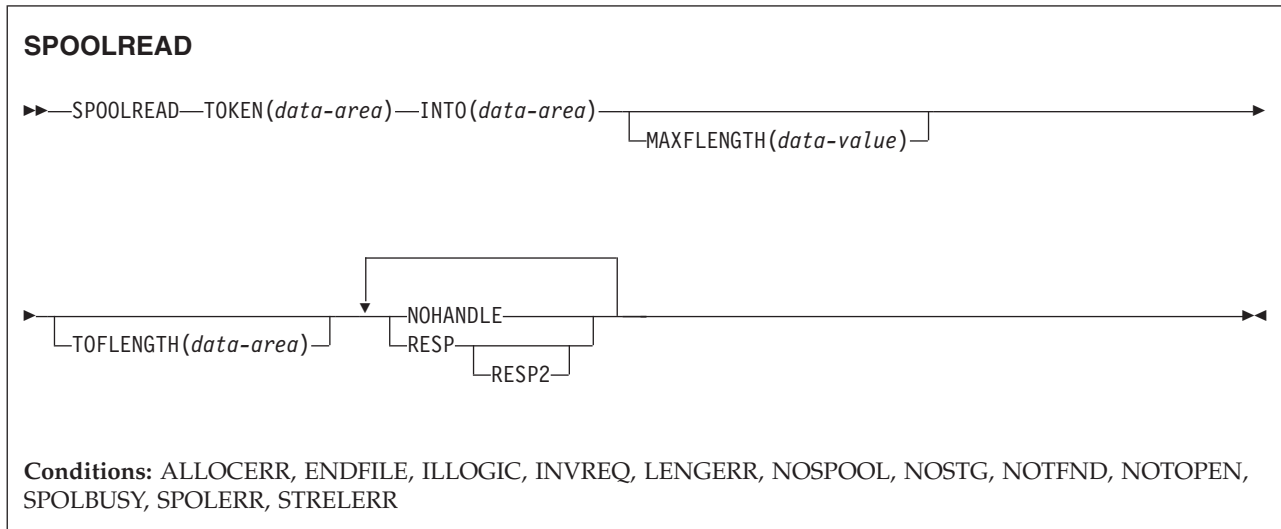 SPOOLREAD
SPOOLREAD TOKEN(data-area) INTO(data-area)
MAXFLENGTH(data-value)
NOHANDLE
TOFLENGTH(data-area) RESP
RESP2
Conditions: ALLOCERR, ENDFILE, ILLOGIC, INVREQ, LENGERR, NOSPOOL, NOSTG, NOTFND, NOTOPEN,
SPOLBUSY, SPOLERR, STRELERR